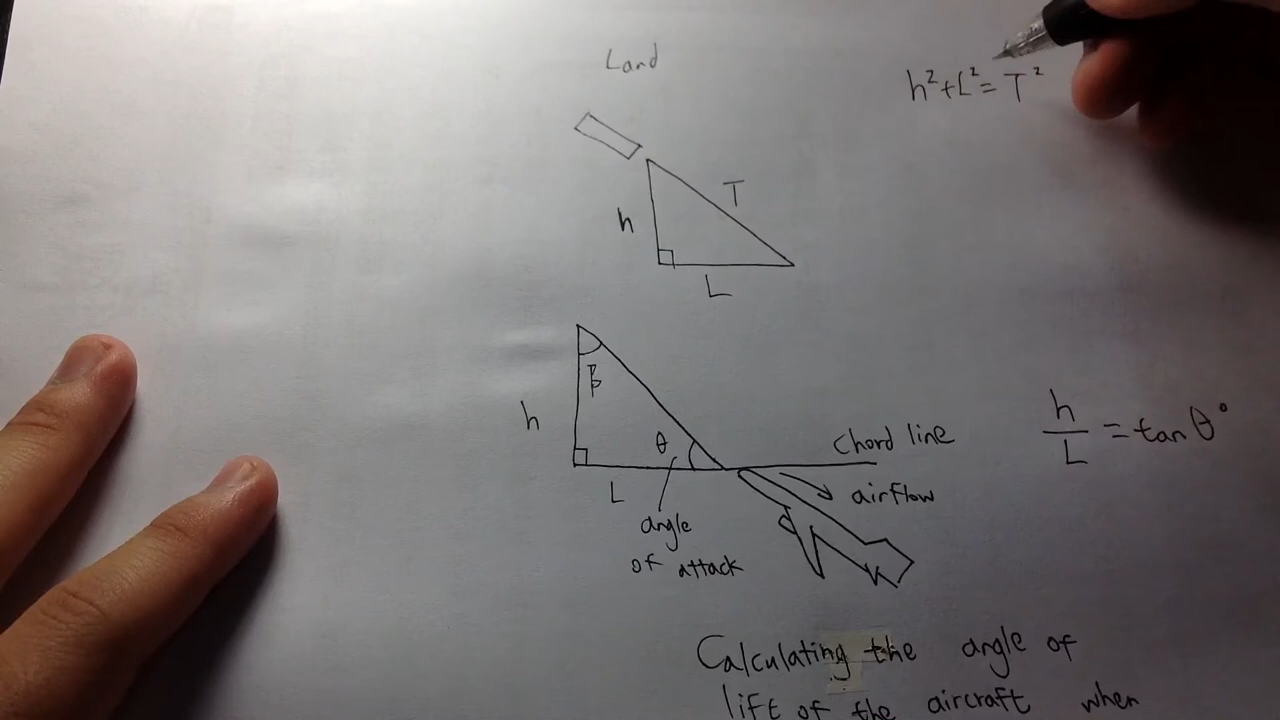 Land
h²+L²= T²
T
h
L
β
h
θ
Chord line
h/L = tanθ°
L
airflow
angle
of attack
Calculating the angle of
lift of the aircraft when